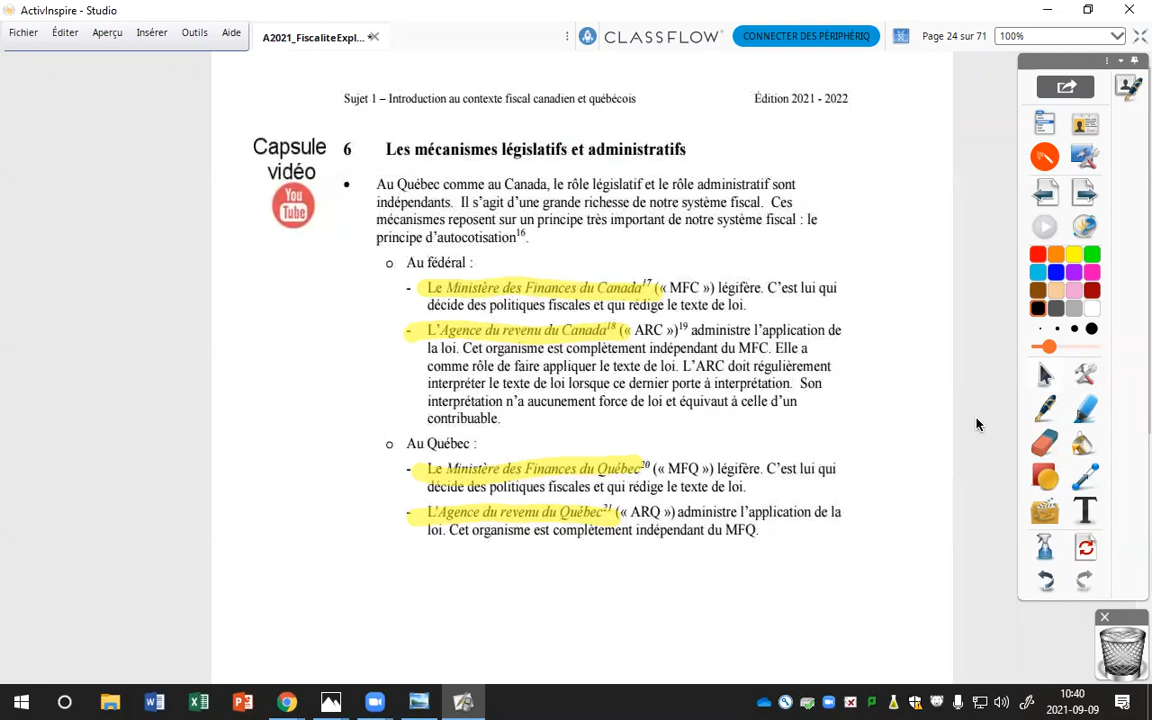 ActivInspire - Studio
Fichier Éditer Aperçu Insérer Outils Aide
A2021_FiscaliteExpl...
CLASSFLOW
CONNECTER DES PÉRIPHÉRIQ
Page 24 sur 71
100%
Sujet 1 – Introduction au contexte fiscal canadien et québécois Édition 2021 - 2022
Capsule vidéo
You Tube
6 Les mécanismes législatifs et administratifs
• Au Québec comme au Canada, le rôle législatif et le rôle administratif sont
indépendants. Il s’agit d’une grande richesse de notre système fiscal. Ces
mécanismes reposent sur un principe très important de notre système fiscal : le
principe d’autocotisation16.
o Au fédéral :
- Le Ministère des Finances du Canada17 (« MFC ») légifère. C’est lui qui
décide des politiques fiscales et qui rédige le texte de loi.
- L’Agence du revenu du Canada18 (« ARC »)19 administre l’application de
la loi. Cet organisme est complètement indépendant du MFC. Elle a
comme rôle de faire appliquer le texte de loi. L’ARC doit régulièrement
interpréter le texte de loi lorsque ce dernier porte à interprétation. Son
interprétation n’a aucunement force de loi et équivaut à celle d’un
contribuable.
o Au Québec :
- Le Ministère des Finances du Québec20 (« MFQ ») légifère. C’est lui qui
décide des politiques fiscales et qui rédige le texte de loi.
- L’Agence du revenu du Québec21 (« ARQ ») administre l’application de la
loi. Cet organisme est complètement indépendant du MFQ.
T
10:40
2021-09-09